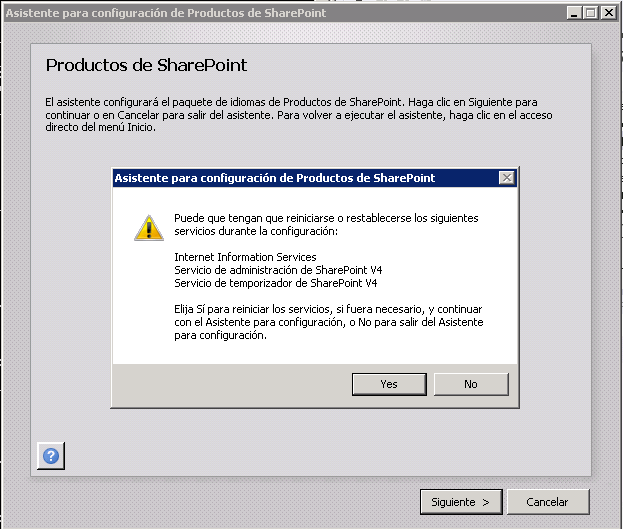 Asistente para configuración de Productos de SharePoint
Productos de SharePoint
El asistente configurará el paquete de idiomas de Productos de SharePoint. Haga clic en Siguiente para
continuar o en Cancelar para salir del asistente. Para volver a ejecutar el asistente, haga clic en el acceso
directo del menú Inicio.
Asistente para configuración de Productos de SharePoint
Puede que tengan que reiniciarse o restablecerse los siguientes
servicios durante la configuración:
Internet Information Services
Servicio de administración de SharePoint V4
Servicio de temporizador de SharePoint V4
Elija Sí para reiniciar los servicios, si fuera necesario, y continuar
con el Asistente para configuración, o No para salir del Asistente
para configuración.
Yes
No
?
Siguiente >
Cancelar